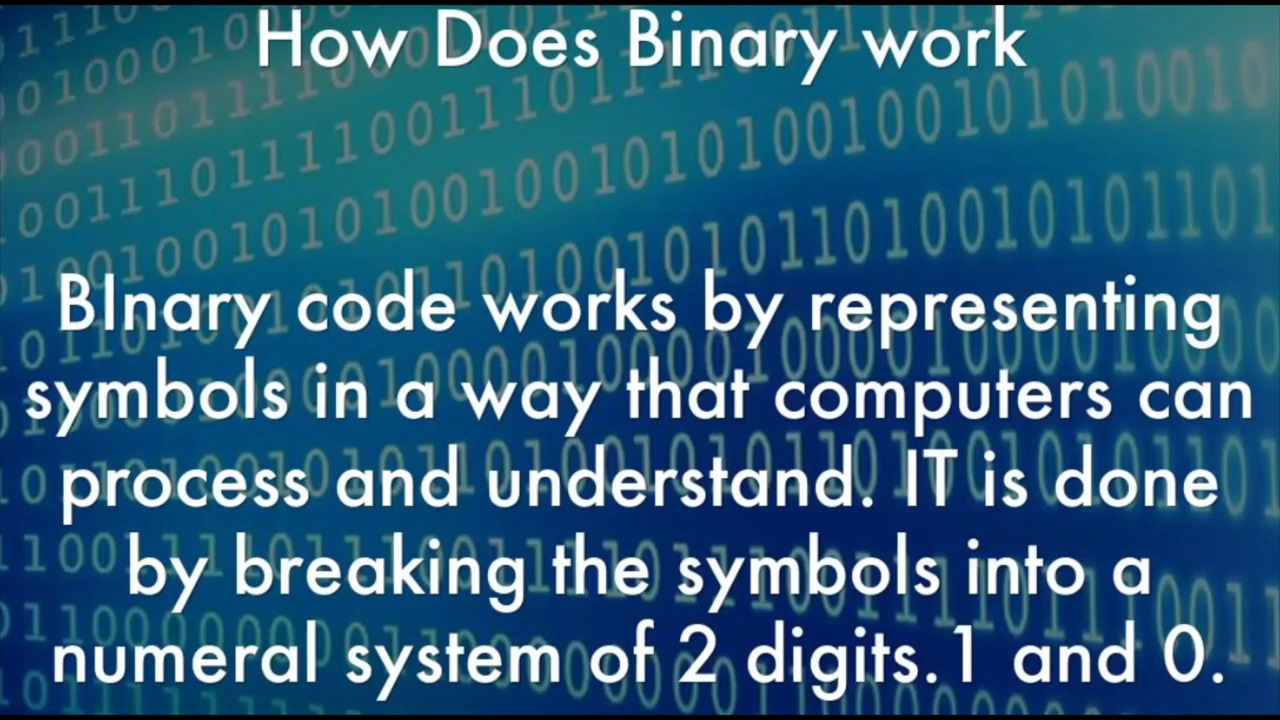 How Does Binary work
BInary code works by representing
symbols in a way that computers can
process and understand. IT is done
by breaking the symbols into a
numeral system of 2 digits.1 and 0.